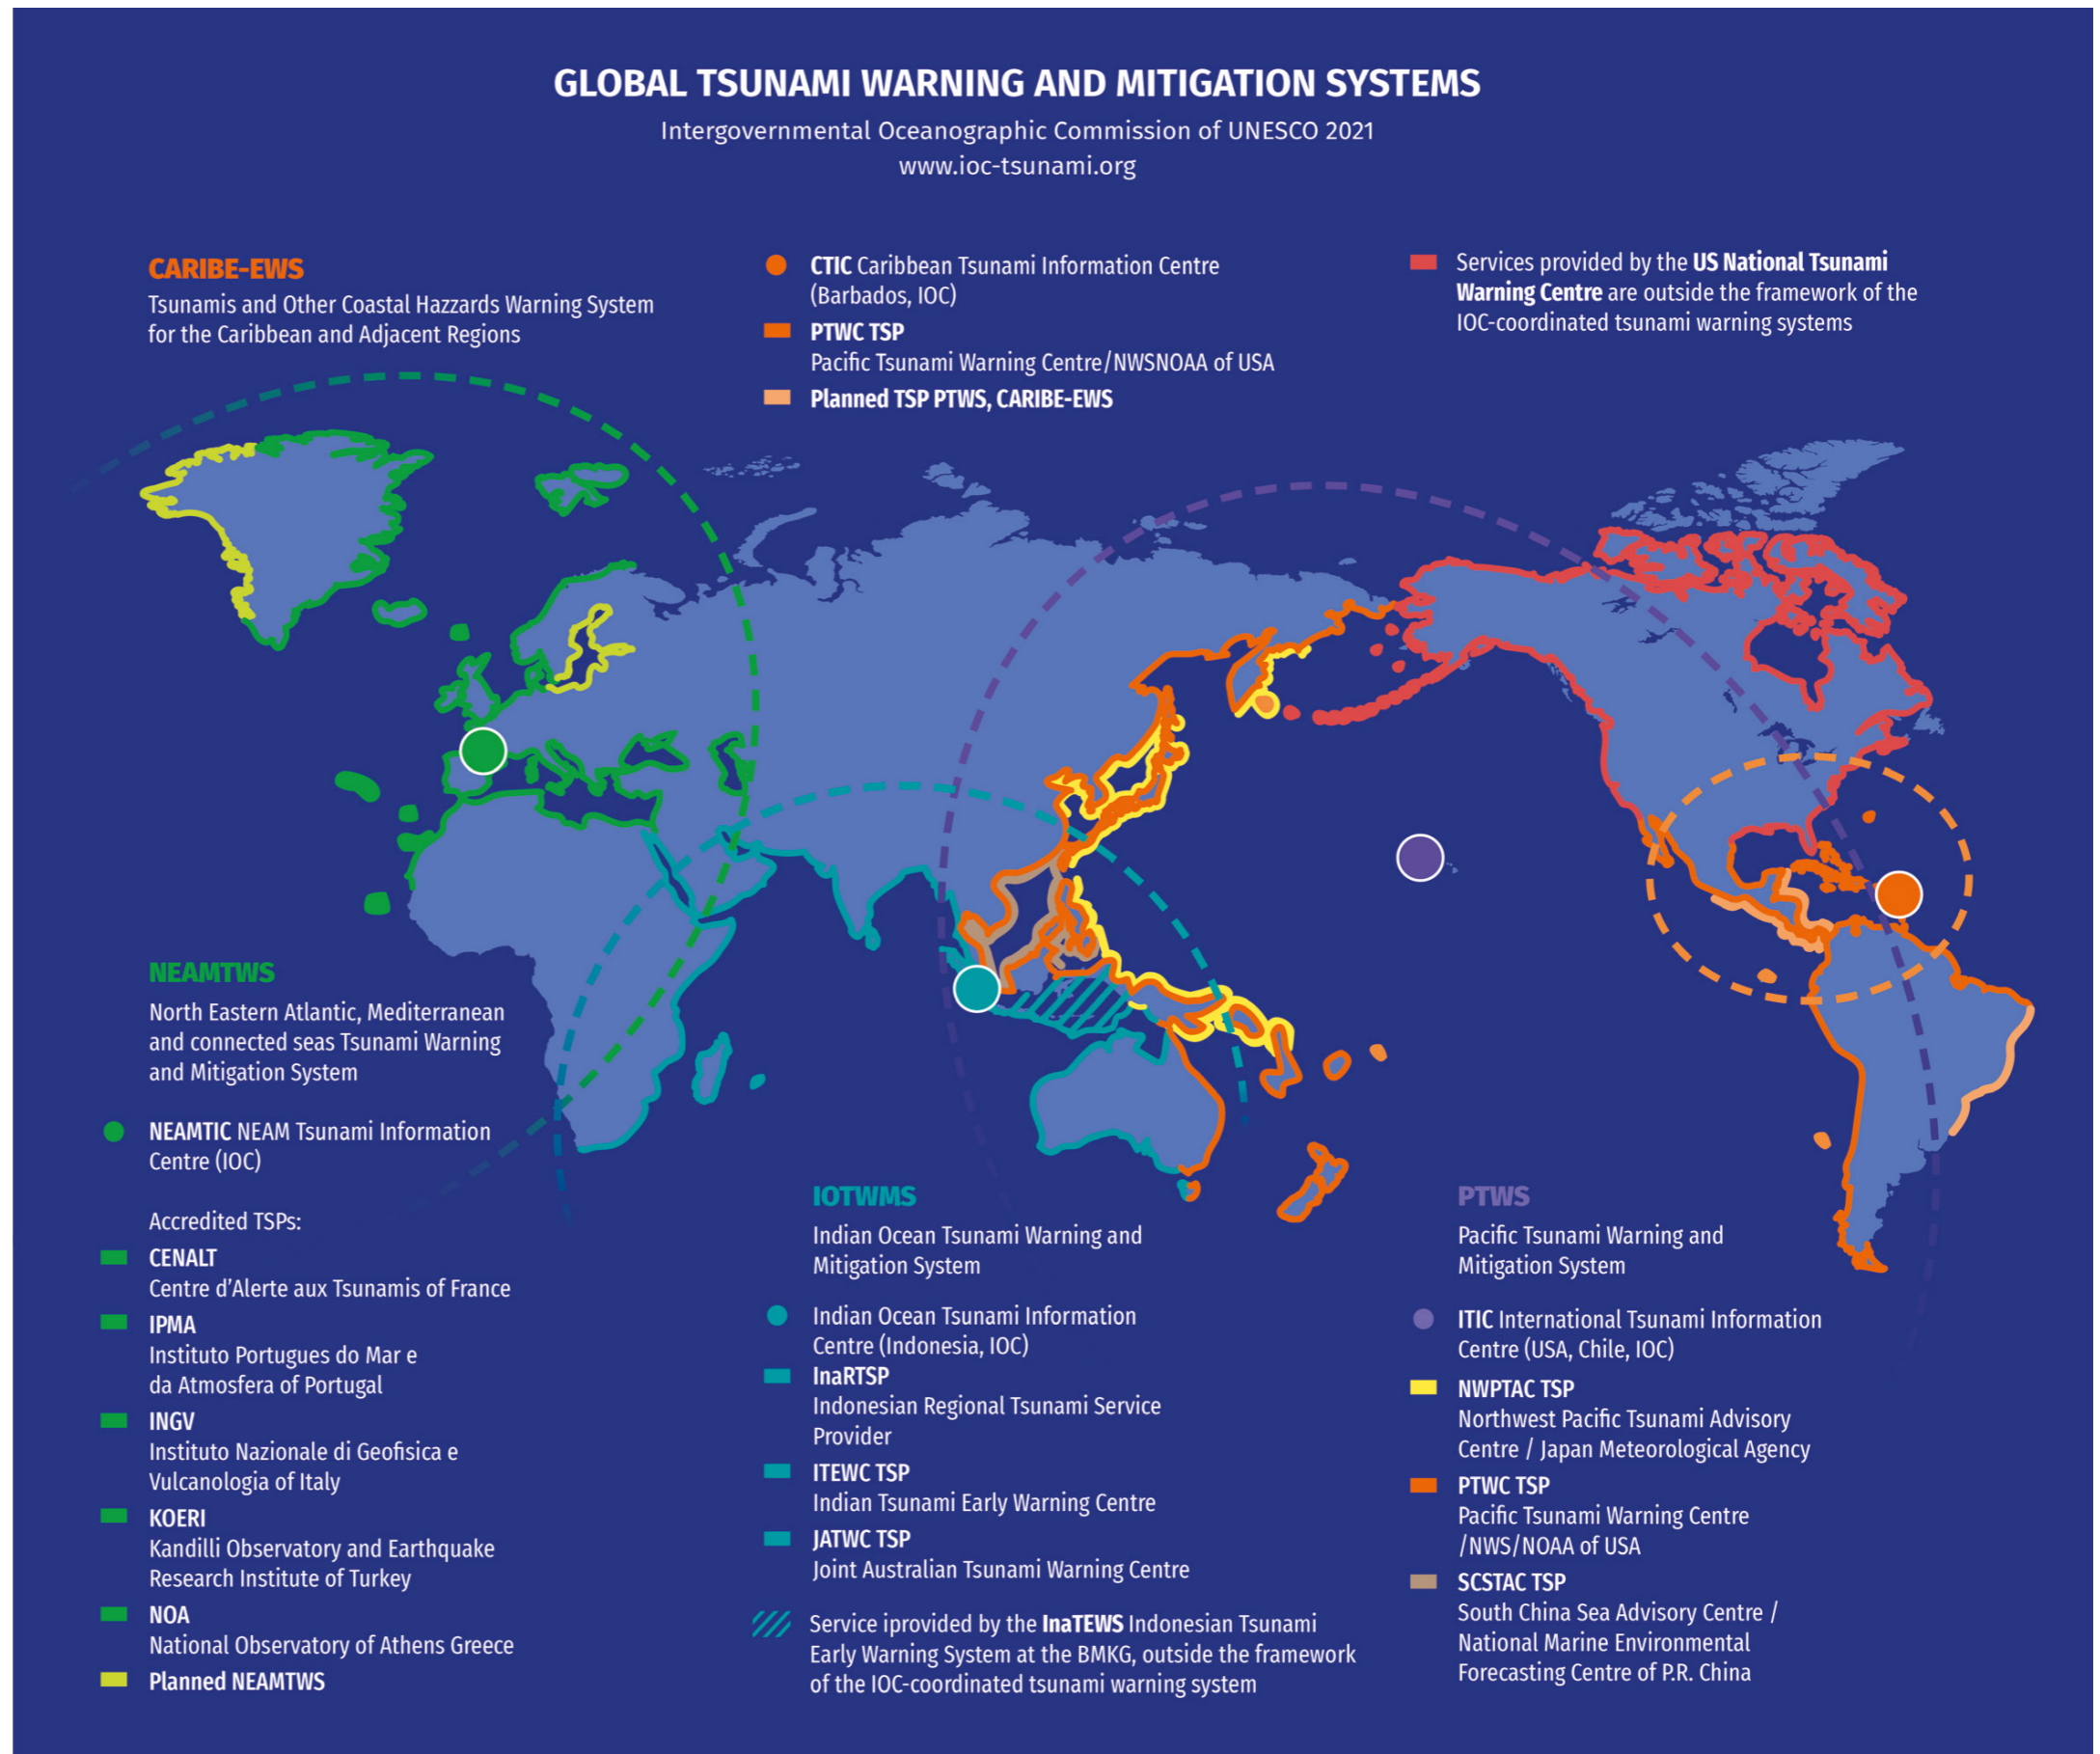 GLOBAL TSUNAMI WARNING AND MITIGATION SYSTEMS
Intergovernmental Oceanographic Commission of UNESCO 2021
www.ioc-tsunami.org
CARIBE-EWS
Tsunamis and Other Coastal Hazzards Warning System
for the Caribbean and Adjacent Regions
CTIC Caribbean Tsunami Information Centre
(Barbados, IOC)
PTWC TSP
Pacific Tsunami Warning Centre/NWSNOAA of USA
Planned TSP PTWS, CARIBE-EWS
Services provided by the US National Tsunami
Warning Centre are outside the framework of the
IOC-coordinated tsunami warning systems
NEAMTWS
North Eastern Atlantic, Mediterranean
and connected seas Tsunami Warning
and Mitigation System
NEAMTIC NEAM Tsunami Information
Centre (IOC)
Accredited TSPs:
CENALT
Centre d'Alerte aux Tsunamis of France
IPMA
Instituto Portugues do Mar e
da Atmosfera of Portugal
INGV
Instituto Nazionale di Geofisica e
Vulcanologia of Italy
KOERI
Kandilli Observatory and Earthquake
Research Institute of Turkey
NOA
National Observatory of Athens Greece
Planned NEAMTWS
IOTWMS
Indian Ocean Tsunami Warning and
Mitigation System
Indian Ocean Tsunami Information
Centre (Indonesia, IOC)
InaRTSP
Indonesian Regional Tsunami Service
Provider
ITEWC TSP
Indian Tsunami Early Warning Centre
JATWC TSP
Joint Australian Tsunami Warning Centre
Service iprovided by the InaTEWS Indonesian Tsunami
Early Warning System at the BMKG, outside the framework
of the IOC-coordinated tsunami warning system
PTWS
Pacific Tsunami Warning and
Mitigation System
ITIC International Tsunami Information
Centre (USA, Chile, IOC)
NWPTAC TSP
Northwest Pacific Tsunami Advisory
Centre / Japan Meteorological Agency
PTWC TSP
Pacific Tsunami Warning Centre
/NWS/NOAA of USA
SCSTAC TSP
South China Sea Advisory Centre /
National Marine Environmental
Forecasting Centre of P.R. China